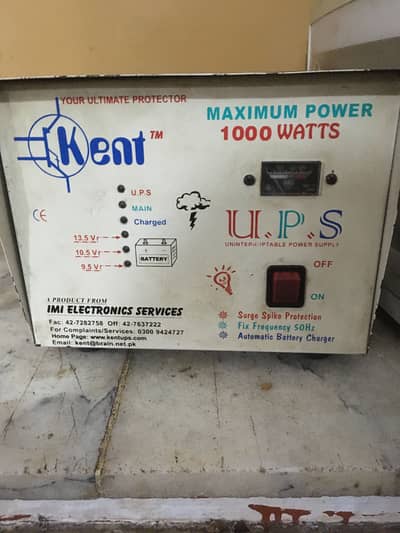 YOUR ULTIMATE PROTECTOR
Kent TM
MAXIMUM POWER
1000 WATTS
U.P.S
MAIN
Charged
13.5 Vr
10.5 Vr
9.5 Vr
BATTERY
CE
U.P.S
UNINTERRUPTABLE POWER SUPPLY
OFF
ON
A PRODUCT FROM
IMI ELECTRONICS SERVICES
Fax: 42-7282758 Off: 42-7637222
For Complaints/Services: 0300 9424727
Home Page: www.kentups.com
Email: kent@brain.net.pk
Surge Spike Protection
Fix Frequency 50Hz
Automatic Battery Charger